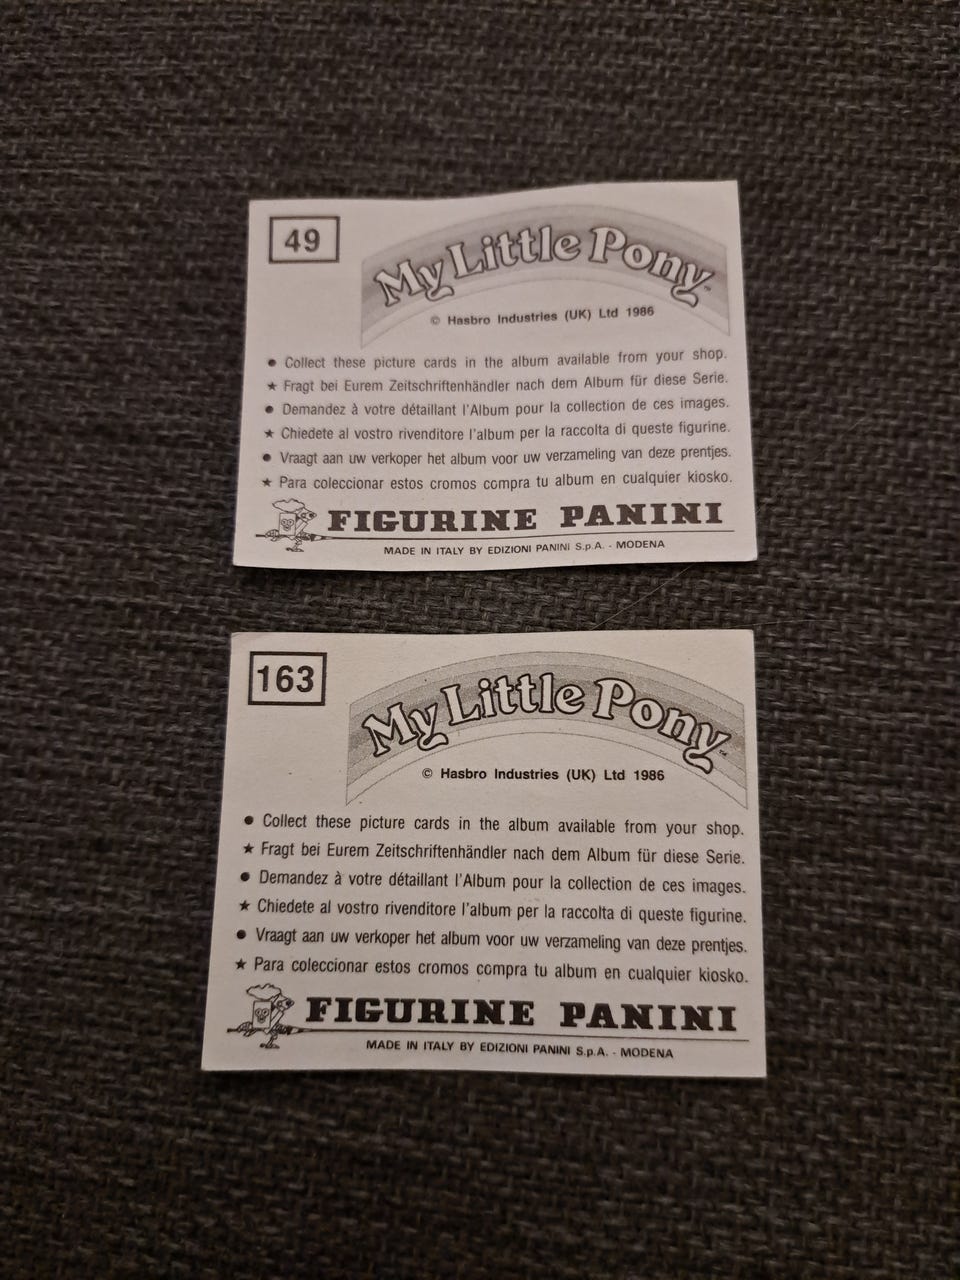 49
My Little Pony™
© Hasbro Industries (UK) Ltd 1986
● Collect these picture cards in the album available from your shop.
★ Fragt bei Eurem Zeitschriftenhändler nach dem Album für diese Serie.
● Demandez à votre détaillant l'Album pour la collection de ces images.
★ Chiedete al vostro rivenditore l'album per la raccolta di queste figurine.
● Vraagt aan uw verkoper het album voor uw verzameling van deze prentjes.
★ Para coleccionar estos cromos compra tu album en cualquier kiosko.
FIGURINE PANINI
MADE IN ITALY BY EDIZIONI PANINI S.p.A. - MODENA
163
My Little Pony™
© Hasbro Industries (UK) Ltd 1986
● Collect these picture cards in the album available from your shop.
★ Fragt bei Eurem Zeitschriftenhändler nach dem Album für diese Serie.
● Demandez à votre détaillant l'Album pour la collection de ces images.
★ Chiedete al vostro rivenditore l'album per la raccolta di queste figurine.
● Vraagt aan uw verkoper het album voor uw verzameling van deze prentjes.
★ Para coleccionar estos cromos compra tu album en cualquier kiosko.
FIGURINE PANINI
MADE IN ITALY BY EDIZIONI PANINI S.p.A. - MODENA